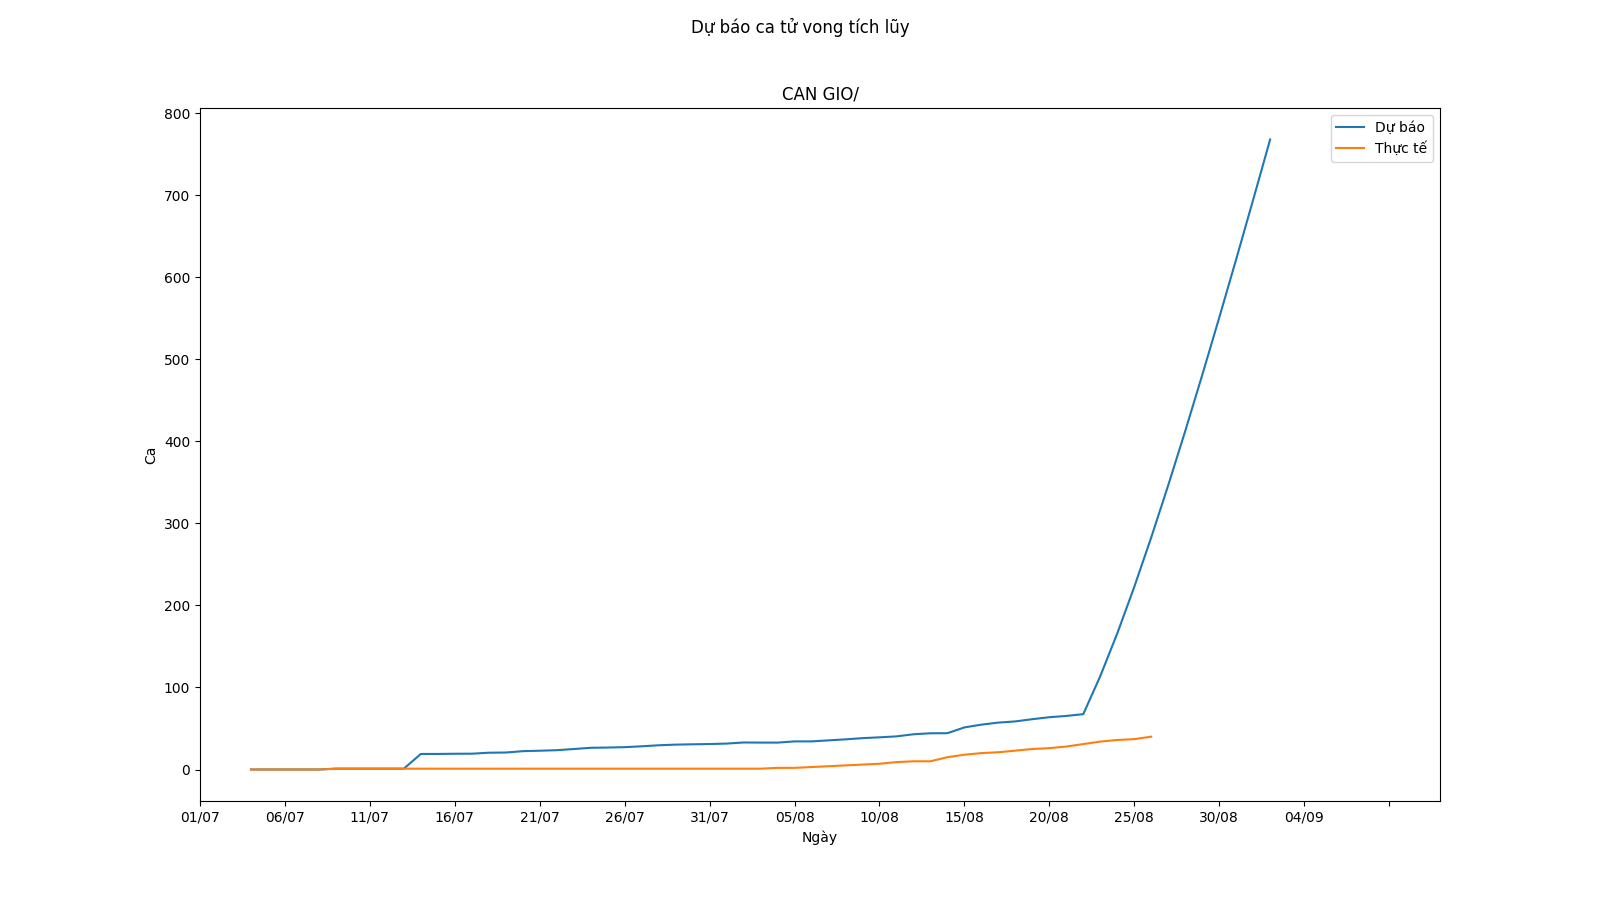 Dự báo ca tử vong tích lũy
CAN GIO/
Dự báo
Thực tế
800
700
600
500
400
300
200
100
0
Ca
01/07 06/07 11/07 16/07 21/07 26/07 31/07 05/08 10/08 15/08 20/08 25/08 30/08 04/09
Ngày